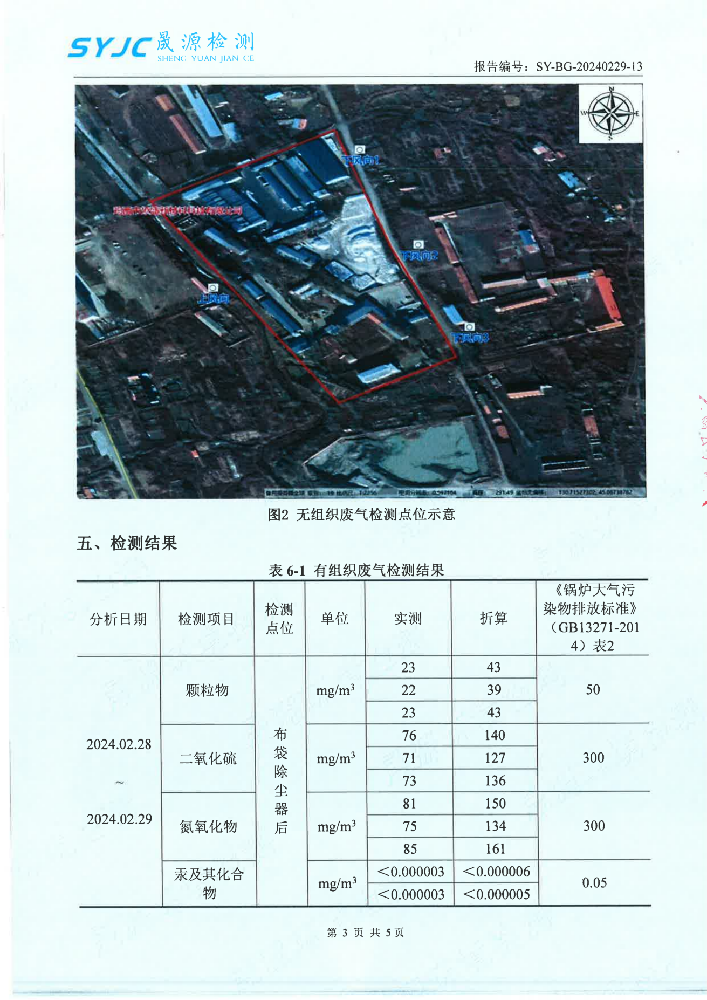 SYJC 晟源检测
SHENG YUAN JIAN CE
报告编号：SY-BG-20240229-13
N
W E
S
下风向1
下风向2
上风向
下风向3
图2 无组织废气检测点位示意
五、检测结果
表 6-1 有组织废气检测结果
分析日期 检测项目 检测点位 单位 实测 折算 《锅炉大气污染物排放标准》（GB13271-2014）表2
2024.02.28
~
2024.02.29
布袋除尘器后
颗粒物 mg/m³ 23 43 50
22 39
23 43
二氧化硫 mg/m³ 76 140 300
71 127
73 136
氮氧化物 mg/m³ 81 150 300
75 134
85 161
汞及其化合物 mg/m³ ＜0.000003 ＜0.000006 0.05
＜0.000003 ＜0.000005
第 3 页 共 5 页